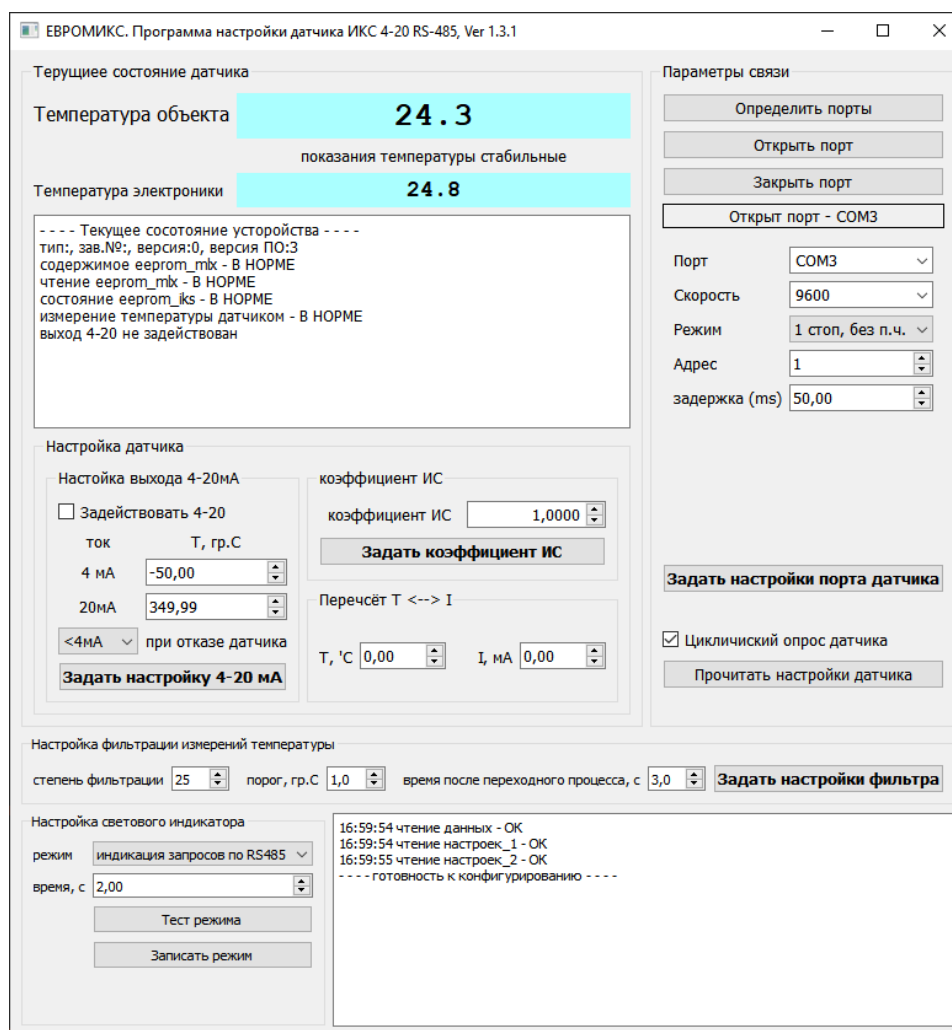 ЕВРОМИКС. Программа настройки датчика ИКС 4-20 RS-485, Ver 1.3.1
Терущиее состояние датчика
Температура объекта
24.3
показания температуры стабильные
Температура электроники
24.8
- - - - Текущее сосотояние усторойства - - - -
тип:, зав.№:, версия:0, версия ПО:3
содержимое eeprom_mlx - В НОРМЕ
чтение eeprom_mlx - В НОРМЕ
состояние eeprom_iks - В НОРМЕ
измерение температуры датчиком - В НОРМЕ
выход 4-20 не задействован
Настройка датчика
Настойка выхода 4-20мА
Задействовать 4-20
ток T, гр.С
4 мА -50,00
20мА 349,99
<4мА при отказе датчика
Задать настройку 4-20 мА
коэффициент ИС
коэффициент ИС 1,0000
Задать коэффициент ИС
Перечсёт T <--> I
T, 'C 0,00 I, мА 0,00
Параметры связи
Определить порты
Открыть порт
Закрыть порт
Открыт порт - COM3
Порт COM3
Скорость 9600
Режим 1 стоп, без п.ч.
Адрес 1
задержка (ms) 50,00
Задать настройки порта датчика
Цикличиский опрос датчика
Прочитать настройки датчика
Настройка фильтрации измерений температуры
степень фильтрации 25 порог, гр.С 1,0 время после переходного процесса, с 3,0 Задать настройки фильтра
Настройка светового индикатора
режим индикация запросов по RS485
время, с 2,00
Тест режима
Записать режим
16:59:54 чтение данных - ОК
16:59:54 чтение настроек_1 - ОК
16:59:55 чтение настроек_2 - ОК
- - - - готовность к конфигурированию - - - -